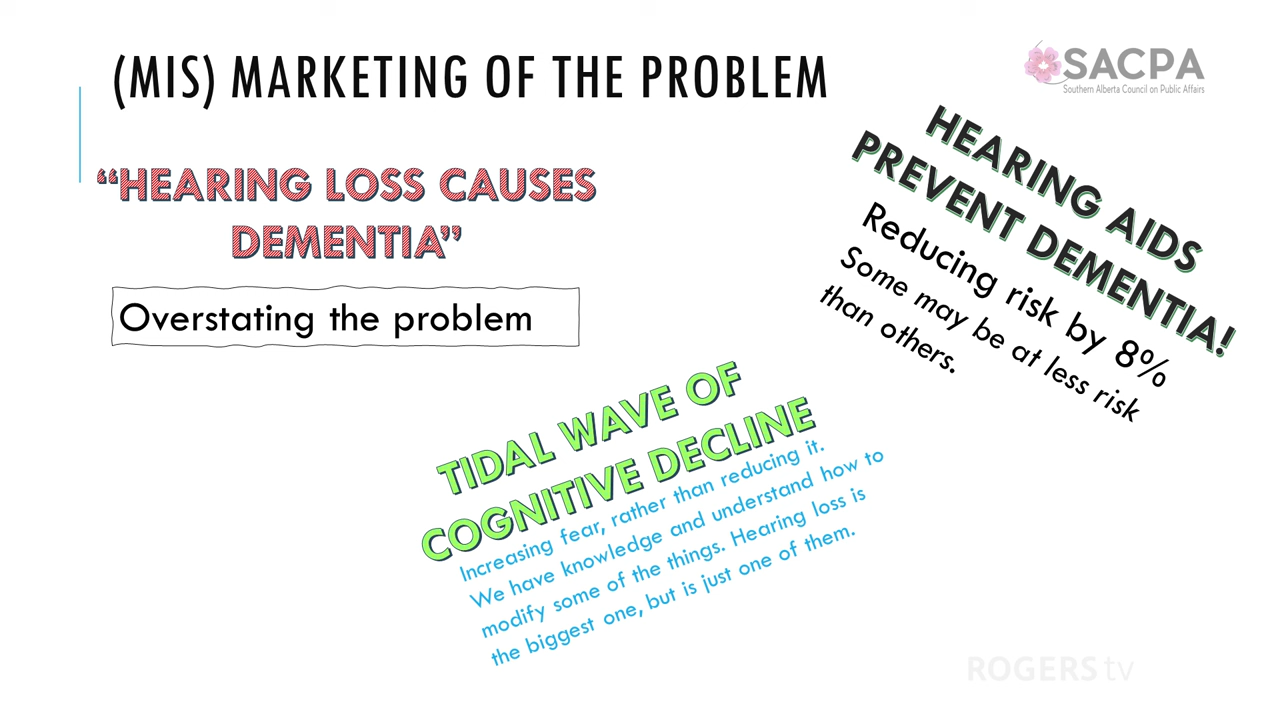 (MIS) MARKETING OF THE PROBLEM
SACPA
Southern Alberta Council on Public Affairs
“HEARING LOSS CAUSES
DEMENTIA”
Overstating the problem
HEARING AIDS
PREVENT DEMENTIA!
Reducing risk by 8%
Some may be at less risk
than others.
TIDAL WAVE OF
COGNITIVE DECLINE
Increasing fear, rather than reducing it.
We have knowledge and understand how to
modify some of the things. Hearing loss is
the biggest one, but is just one of them.
ROGERS tv